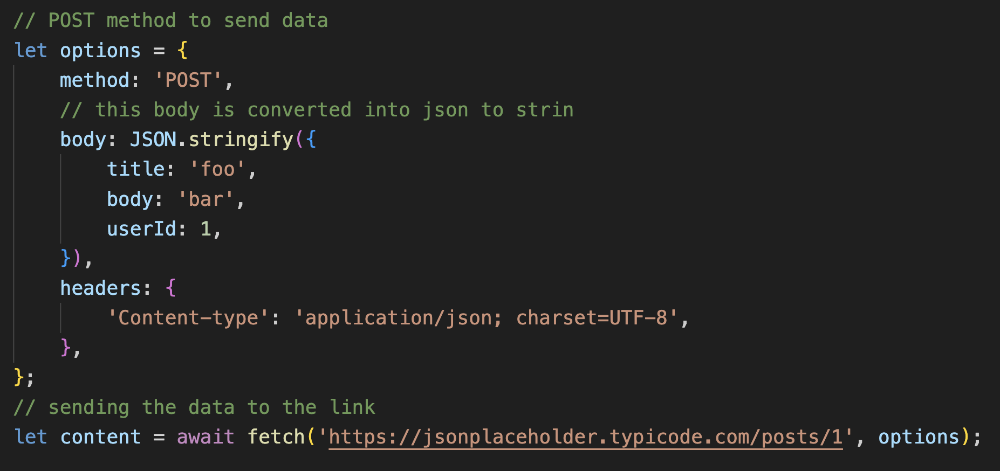 // POST method to send data
let options = {
    method: 'POST',
    // this body is converted into json to strin
    body: JSON.stringify({
        title: 'foo',
        body: 'bar',
        userId: 1,
    }),
    headers: {
        'Content-type': 'application/json; charset=UTF-8',
    },
};
// sending the data to the link
let content = await fetch('https://jsonplaceholder.typicode.com/posts/1', options);